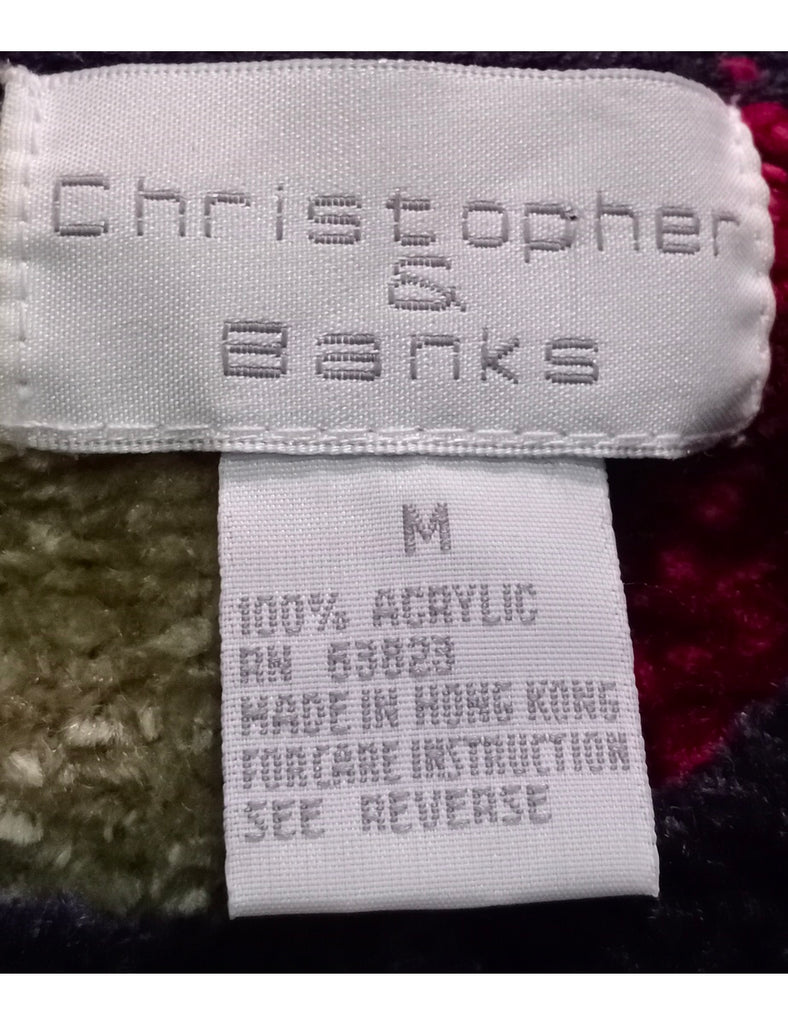 Christopher
&
Banks
M
100% ACRYLIC
RN 53823
MADE IN HONG KONG
FOR CARE INSTRUCTION
SEE REVERSE